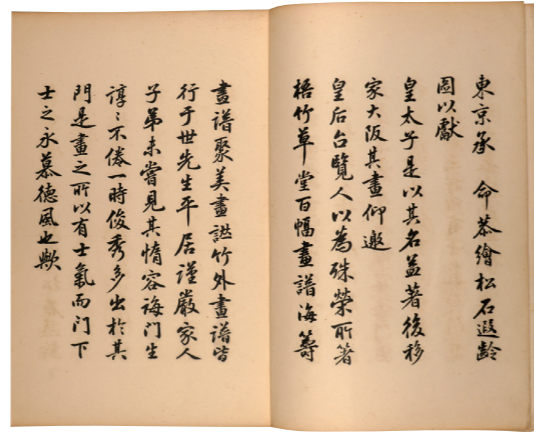 東京承　命恭繪松石遐齡
圖以獻
皇太子是以其名益著後移
家大阪其畫仰邀
皇后台覽人以為殊榮所著
梧竹草堂百幅畫譜海籌
畫譜聚美畫譜竹外畫譜皆
行于世先生平居謹嚴家人
子弟未嘗見其惰容誨門生
諄〻不倦一時俊秀多出於其
門是畫之所以有士氣而门下
士之永慕德風也歟